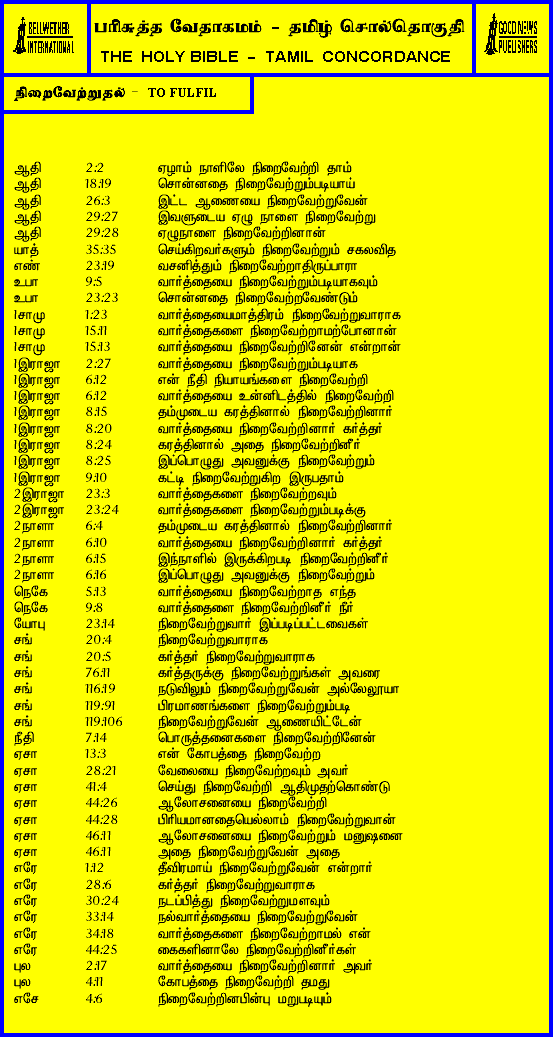 BELLWETHER INTERNATIONAL
பரிசுத்த வேதாகமம் - தமிழ் சொல்தொகுதி
THE HOLY BIBLE - TAMIL CONCORDANCE
GOOD NEWS PUBLISHERS
நிறைவேற்றுதல் - TO FULFIL
ஆதி 2:2 ஏழாம் நாளிலே நிறைவேற்றி தாம்
ஆதி 18:19 சொன்னதை நிறைவேற்றும்படியாய்
ஆதி 26:3 இட்ட ஆணையை நிறைவேற்றுவேன்
ஆதி 29:27 இவளுடைய ஏழு நாளை நிறைவேற்று
ஆதி 29:28 ஏழுநாளை நிறைவேற்றினான்
யாத் 35:35 செய்கிறவர்களும் நிறைவேற்றும் சகலவித
எண் 23:19 வசனித்தும் நிறைவேற்றாதிருப்பாரா
உபா 9:5 வார்த்தையை நிறைவேற்றும்படியாகவும்
உபா 23:23 சொன்னதை நிறைவேற்றவேண்டும்
1சாமு 1:23 வார்த்தையைமாத்திரம் நிறைவேற்றுவாராக
1சாமு 15:11 வார்த்தைகளை நிறைவேற்றாமற்போனான்
1சாமு 15:13 வார்த்தையை நிறைவேற்றினேன் என்றான்
1இராஜா 2:27 வார்த்தையை நிறைவேற்றும்படியாக
1இராஜா 6:12 என் நீதி நியாயங்களை நிறைவேற்றி
1இராஜா 6:12 வார்த்தையை உன்னிடத்தில் நிறைவேற்றி
1இராஜா 8:15 தம்முடைய கரத்தினால் நிறைவேற்றினார்
1இராஜா 8:20 வார்த்தையை நிறைவேற்றினார் கர்த்தர்
1இராஜா 8:24 கரத்தினால் அதை நிறைவேற்றினீர்
1இராஜா 8:25 இப்பொழுது அவனுக்கு நிறைவேற்றும்
1இராஜா 9:10 கட்டி நிறைவேற்றுகிற இருபதாம்
2இராஜா 23:3 வார்த்தைகளை நிறைவேற்றவும்
2இராஜா 23:24 வார்த்தைகளை நிறைவேற்றும்படிக்கு
2நாளா 6:4 தம்முடைய கரத்தினால் நிறைவேற்றினார்
2நாளா 6:10 வார்த்தையை நிறைவேற்றினார் கர்த்தர்
2நாளா 6:15 இந்நாளில் இருக்கிறபடி நிறைவேற்றினீர்
2நாளா 6:16 இப்பொழுது அவனுக்கு நிறைவேற்றும்
நெகே 5:13 வார்த்தையை நிறைவேற்றாத எந்த
நெகே 9:8 வார்த்தைளை நிறைவேற்றினீர் நீர்
யோபு 23:14 நிறைவேற்றுவார் இப்படிப்பட்டவைகள்
சங் 20:4 நிறைவேற்றுவாராக
சங் 20:5 கர்த்தர் நிறைவேற்றுவாராக
சங் 76:11 கர்த்தருக்கு நிறைவேற்றுங்கள் அவரை
சங் 116:19 நடுவிலும் நிறைவேற்றுவேன் அல்லேலூயா
சங் 119:91 பிரமாணங்களை நிறைவேற்றும்படி
சங் 119:106 நிறைவேற்றுவேன் ஆணையிட்டேன்
நீதி 7:14 பொருத்தனைகளை நிறைவேற்றினேன்
ஏசா 13:3 என் கோபத்தை நிறைவேற்ற
ஏசா 28:21 வேலையை நிறைவேற்றவும் அவர்
ஏசா 41:4 செய்து நிறைவேற்றி ஆதிமுதற்கொண்டு
ஏசா 44:26 ஆலோசனையை நிறைவேற்றி
ஏசா 44:28 பிரியமானதையெல்லாம் நிறைவேற்றுவான்
ஏசா 46:11 ஆலோசனையை நிறைவேற்றும் மனுஷனை
ஏசா 46:11 அதை நிறைவேற்றுவேன் அதை
எரே 1:12 தீவிரமாய் நிறைவேற்றுவேன் என்றார்
எரே 28:6 கர்த்தர் நிறைவேற்றுவாராக
எரே 30:24 நடப்பித்து நிறைவேற்றுமளவும்
எரே 33:14 நல்வார்த்தையை நிறைவேற்றுவேன்
எரே 34:18 வார்த்தைகளை நிறைவேற்றாமல் என்
எரே 44:25 கைகளினாலே நிறைவேற்றினீர்கள்
புல 2:17 வார்த்தையை நிறைவேற்றினார் அவர்
புல 4:11 கோபத்தை நிறைவேற்றி தமது
எசே 4:6 நிறைவேற்றினபின்பு மறுபடியும்